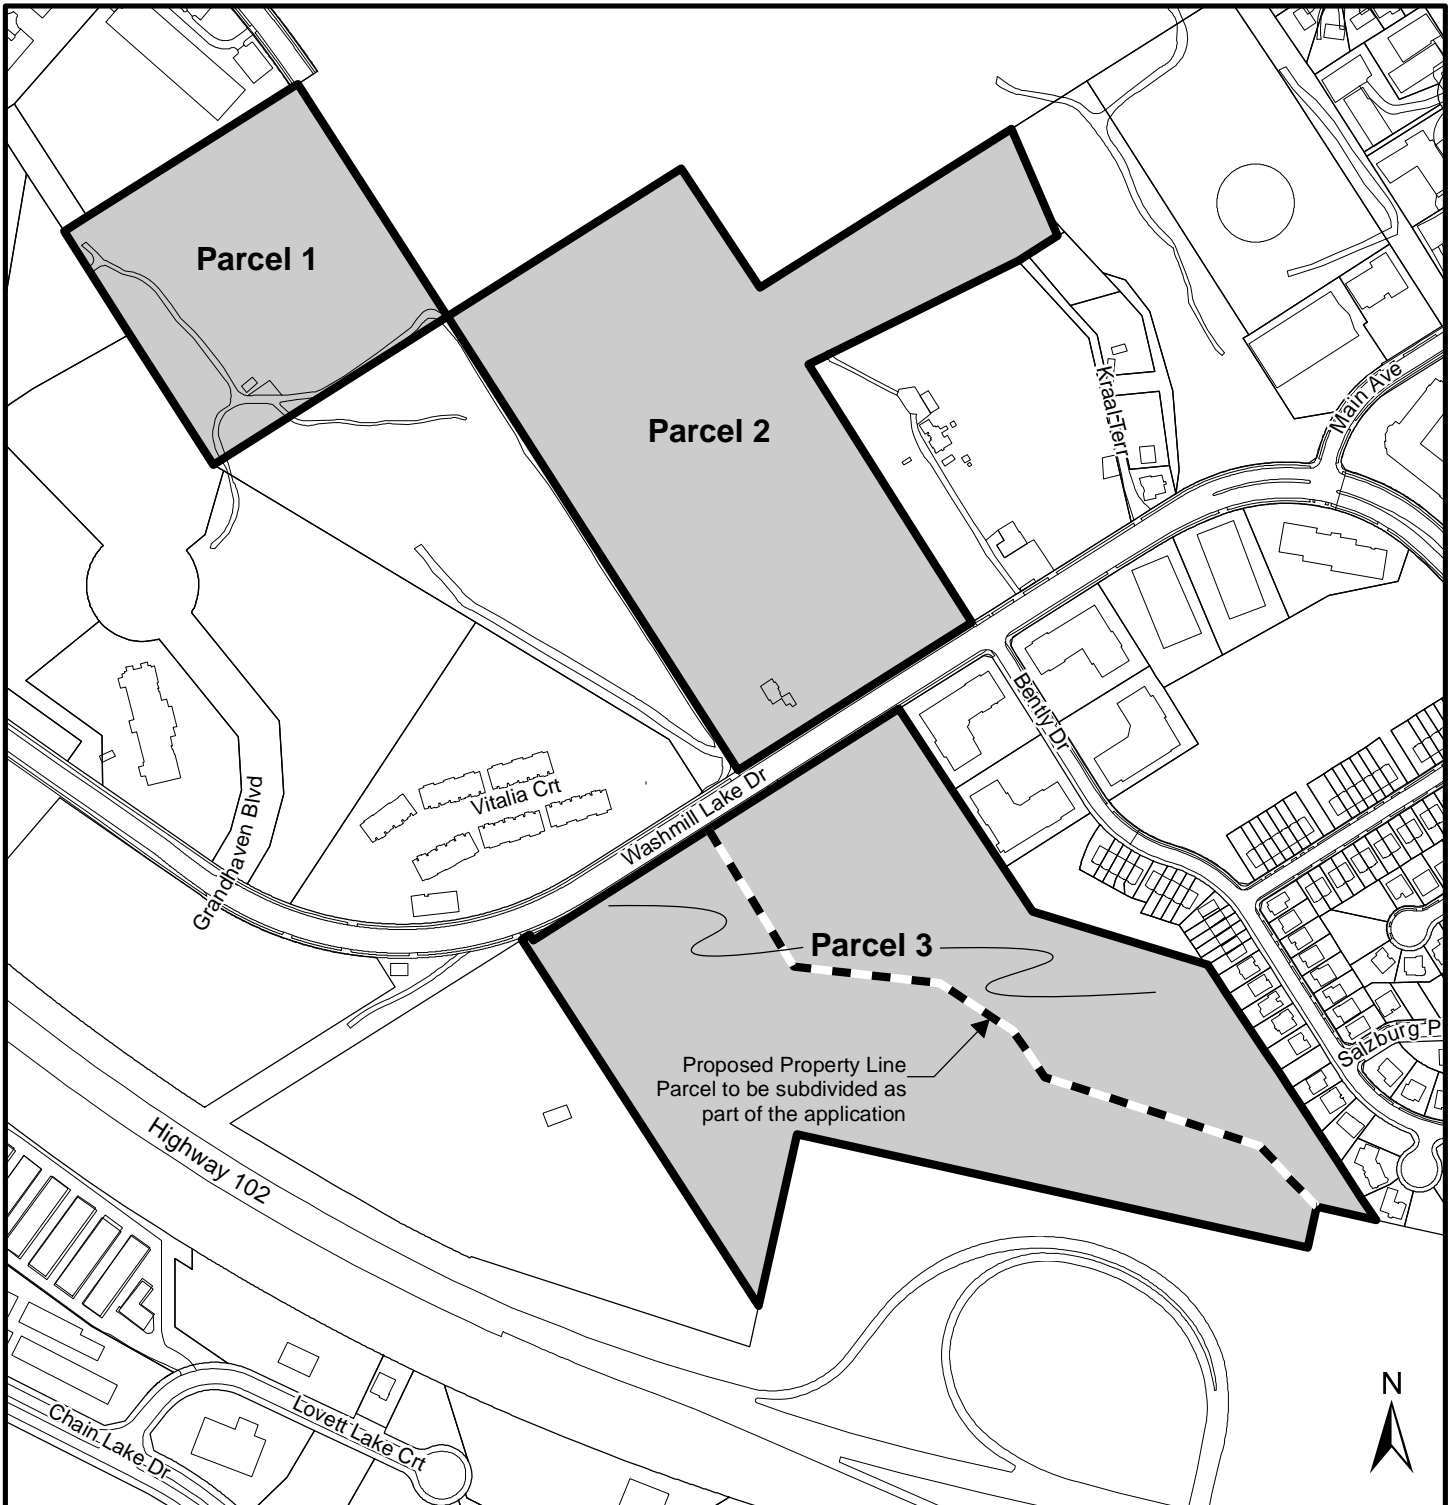 Parcel 1
Parcel 2
Kraal Terr
Main Ave
Bently Dr
Grandhaven Blvd
Vitalia Crt
Washmill Lake Dr
Parcel 3
Salzburg P
Proposed Property Line
Parcel to be subdivided as
part of the application
Highway 102
Lovett Lake Crt
Chain Lake Dr
N